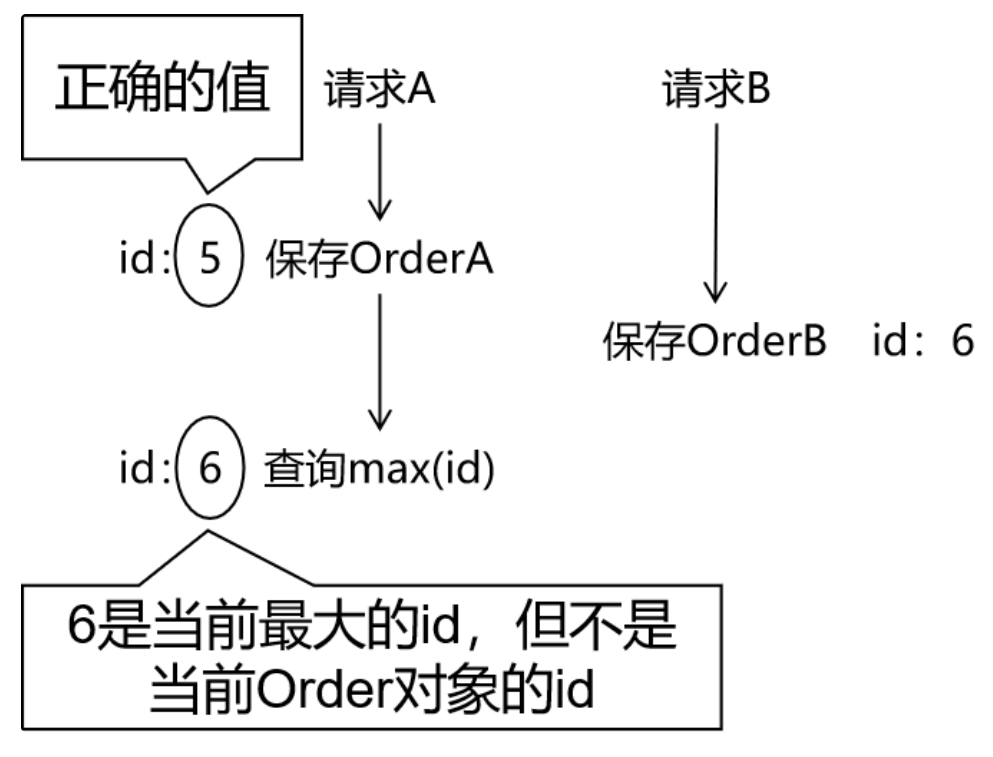 正确的值
请求A
请求B
id:5 保存OrderA
保存OrderB id：6
id:6 查询max(id)
6是当前最大的id，但不是
当前Order对象的id